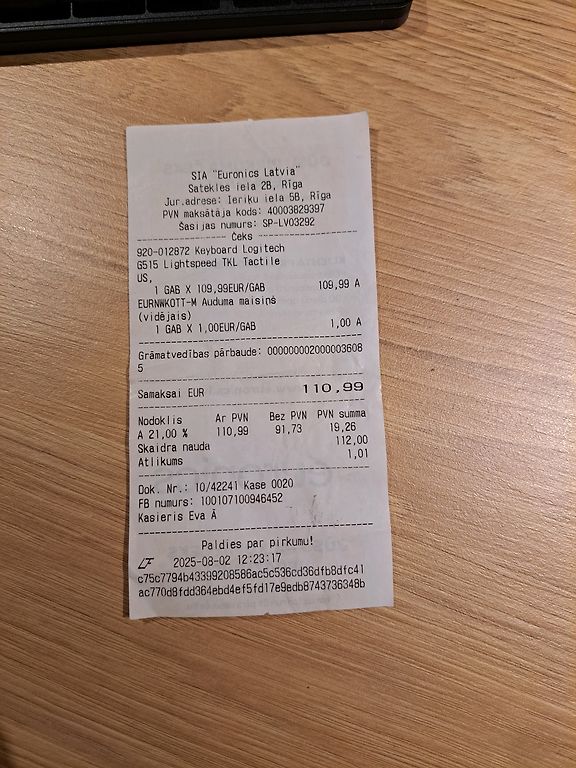 SIA "Euronics Latvia"
Satekles iela 2B, Rīga
Jur.adrese: Ieriķu iela 5B, Rīga
PVN maksātāja kods: 40003829397
Šasijas numurs: SP-LV03292
Čeks
920-012872 Keyboard Logitech
G515 Lightspeed TKL Tactile
US,
1 GAB X 109,99EUR/GAB 109,99 A
EURNWKOTT-M Auduma maisiņš
(vidējais)
1 GAB X 1,00EUR/GAB 1,00 A
Grāmatvedības pārbaude: 000000002000003608
5
Samaksai EUR 110,99
Nodoklis Ar PVN Bez PVN PVN summa
A 21,00 % 110,99 91,73 19,26
Skaidra nauda 112,00
Atlikums 1,01
Dok. Nr.: 10/42241 Kase 0020
FB numurs: 100107100946452
Kasieris Eva Ā
Paldies par pirkumu!
LF 2025-08-02 12:23:17
c75c7794b43399208586ac5c536cd36dfb8dfc41
ac770d9fdd364ebd4ef5fd17e9edb8743736348b